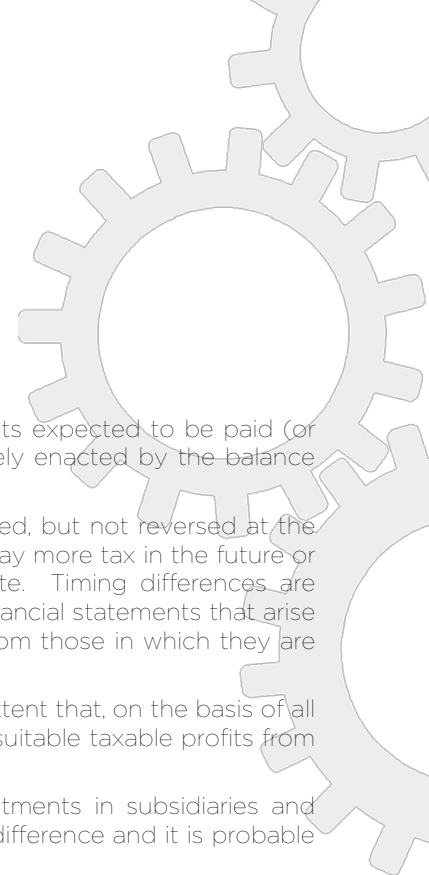 ts expected to be paid (or
ely enacted by the balance
ed, but not reversed at the
ay more tax in the future or
te. Timing differences are
ancial statements that arise
om those in which they are
tent that, on the basis of all
suitable taxable profits from
tments in subsidiaries and
difference and it is probable